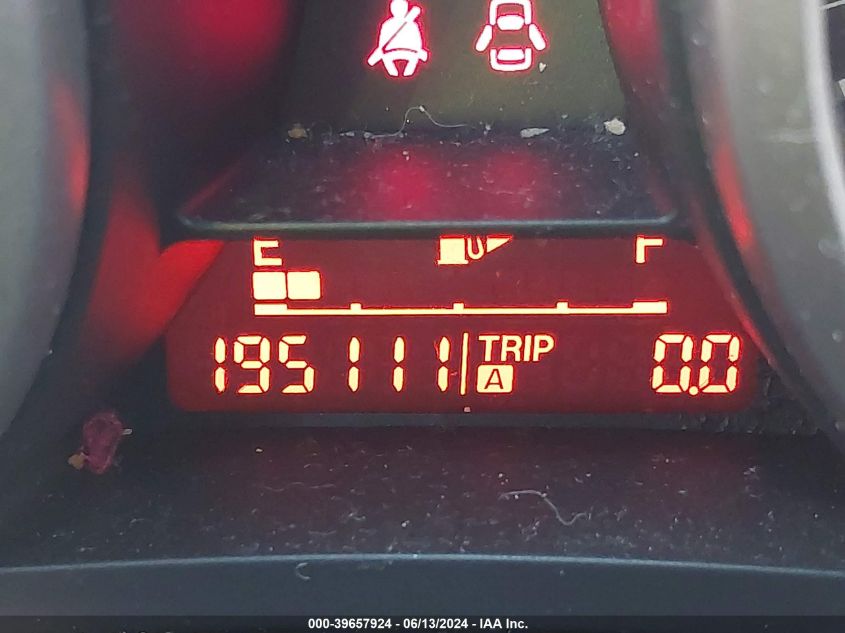 E F
195111 TRIP 0.0
A
000-39657924 - 06/13/2024 - IAA Inc.